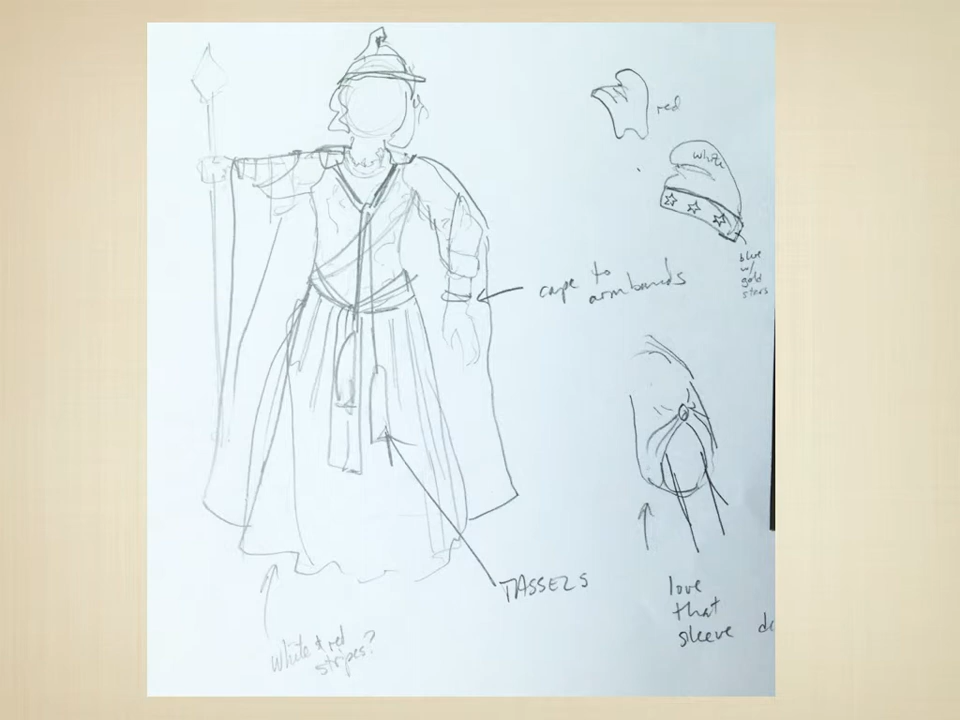 red
white
blue
w/
gold
stars
cape to
armbands
TASSELS
love
that
sleeve
white & red
stripes?